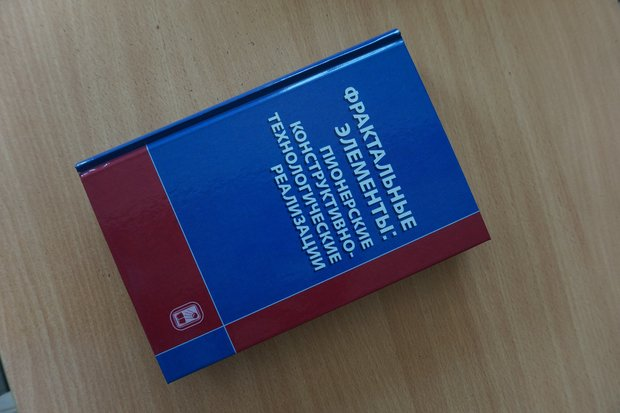 ФРАКТАЛЬНЫЕ
ЭЛЕМЕНТЫ:
ПИОНЕРСКИЕ
КОНСТРУКТИВНО-
ТЕХНОЛОГИЧЕСКИЕ
РЕАЛИЗАЦИИ